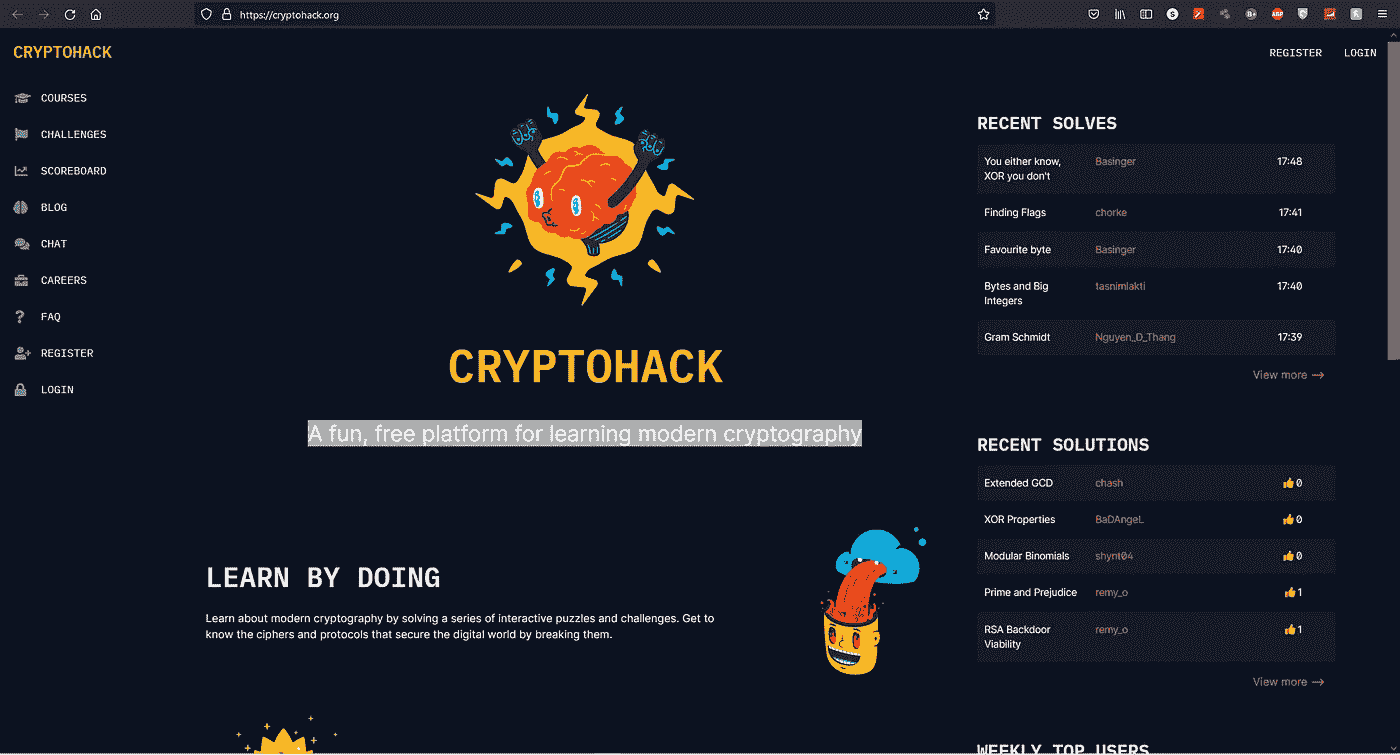 https://cryptohack.org
CRYPTOHACK
REGISTER
LOGIN
COURSES
CHALLENGES
SCOREBOARD
BLOG
CHAT
CAREERS
FAQ
REGISTER
LOGIN
CRYPTOHACK
A fun, free platform for learning modern cryptography
LEARN BY DOING
Learn about modern cryptography by solving a series of interactive puzzles and challenges. Get to
know the ciphers and protocols that secure the digital world by breaking them.
RECENT SOLVES
You either know, Basinger 17:48
XOR you don't
Finding Flags chorke 17:41
Favourite byte Basinger 17:40
Bytes and Big tasnimlakti 17:40
Integers
Gram Schmidt Nguyen_D_Thang 17:39
View more →
RECENT SOLUTIONS
Extended GCD chash 0
XOR Properties BaDAngeL 0
Modular Binomials shynt04 0
Prime and Prejudice remy_o 1
RSA Backdoor remy_o 1
Viability
View more →
WEEKLY TOP USERS